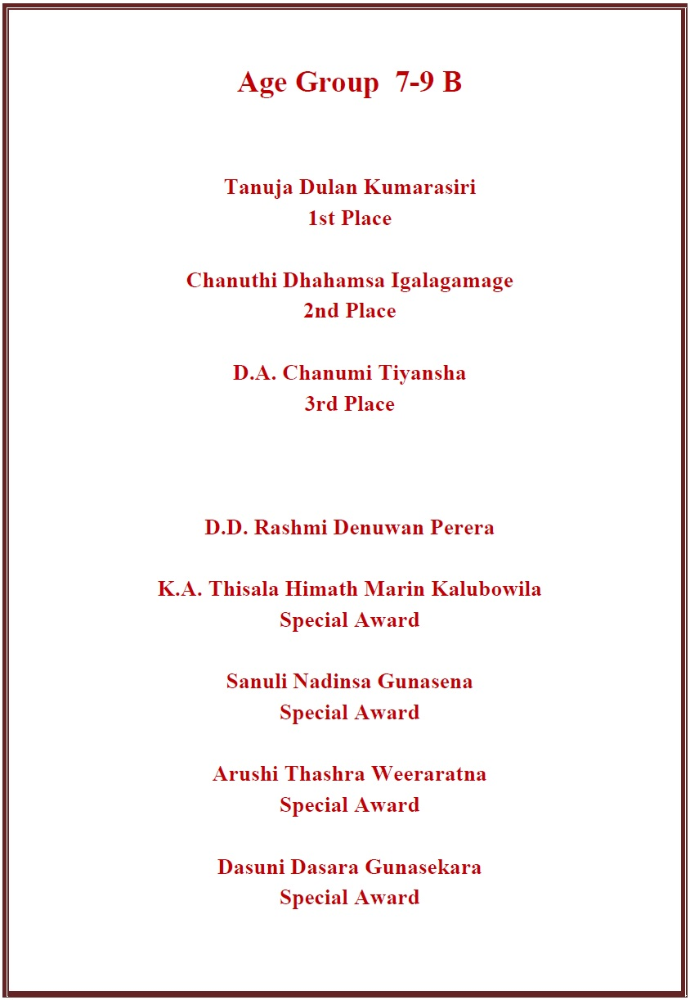 Age Group  7-9 B
Tanuja Dulan Kumarasiri
1st Place
Chanuthi Dhahamsa Igalagamage
2nd Place
D.A. Chanumi Tiyansha
3rd Place
D.D. Rashmi Denuwan Perera
K.A. Thisala Himath Marin Kalubowila
Special Award
Sanuli Nadinsa Gunasena
Special Award
Arushi Thashra Weeraratna
Special Award
Dasuni Dasara Gunasekara
Special Award